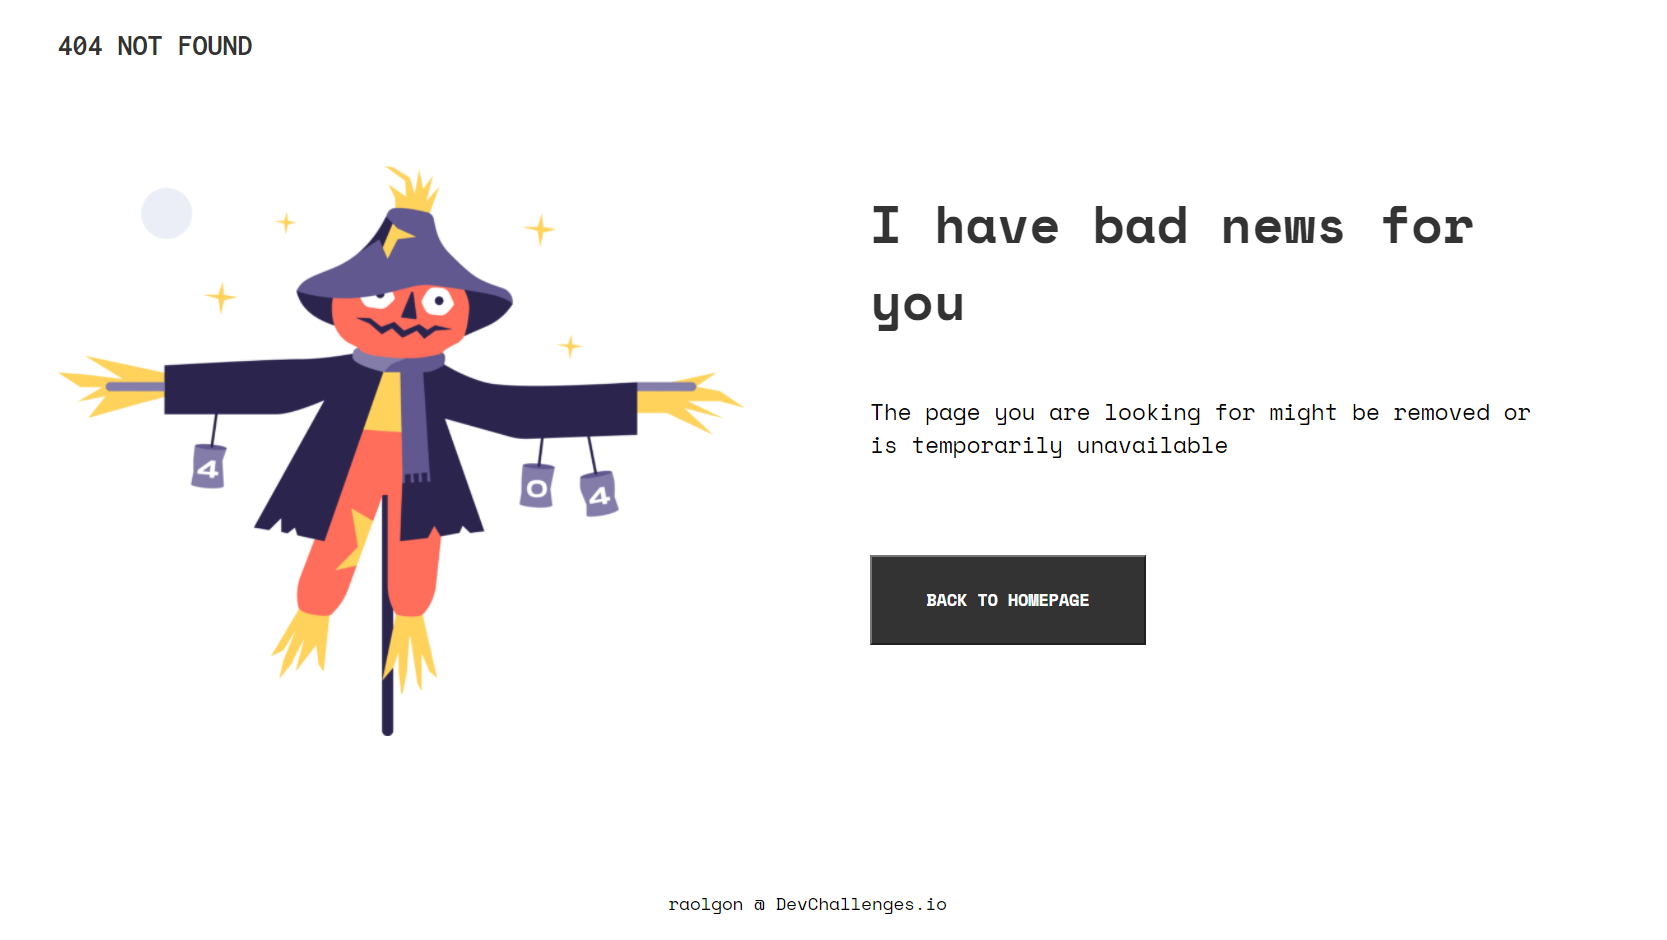 404 NOT FOUND
4
0
4
I have bad news for
you
The page you are looking for might be removed or
is temporarily unavailable
BACK TO HOMEPAGE
raolgon @ DevChallenges.io